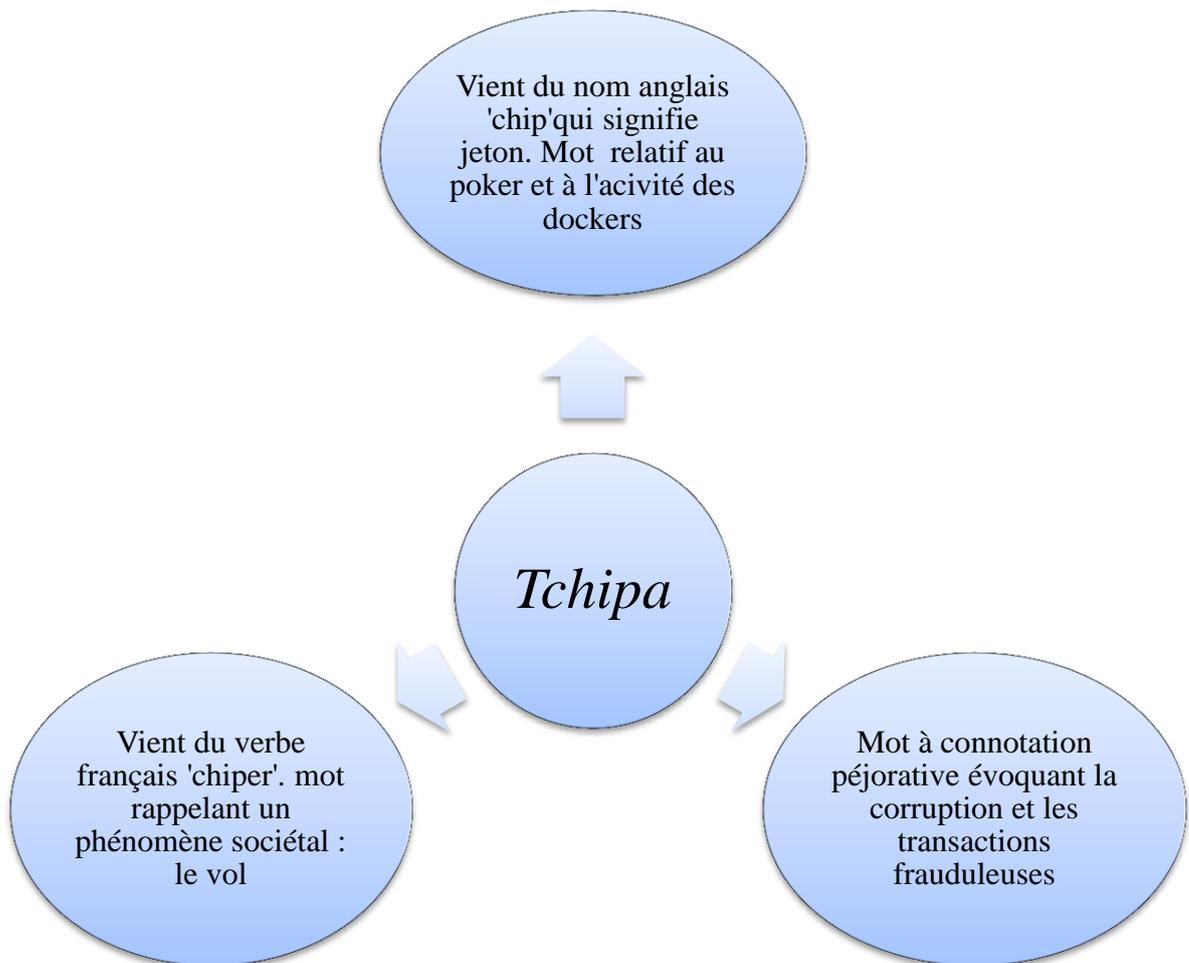 Vient du nom anglais
'chip'qui signifie
jeton. Mot  relatif au
poker et à l'acivité des
dockers
Tchipa
Vient du verbe
français 'chiper'. mot
rappelant un
phénomène sociétal :
le vol
Mot à connotation
péjorative évoquant la
corruption et les
transactions
frauduleuses